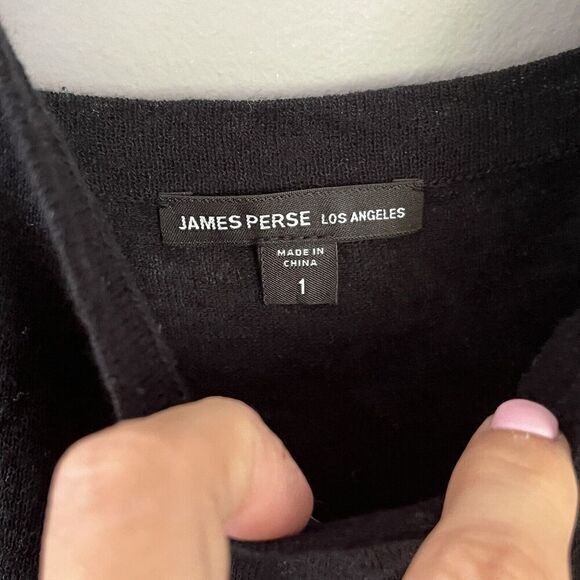 JAMES PERSE LOS ANGELES
MADE IN
CHINA
1